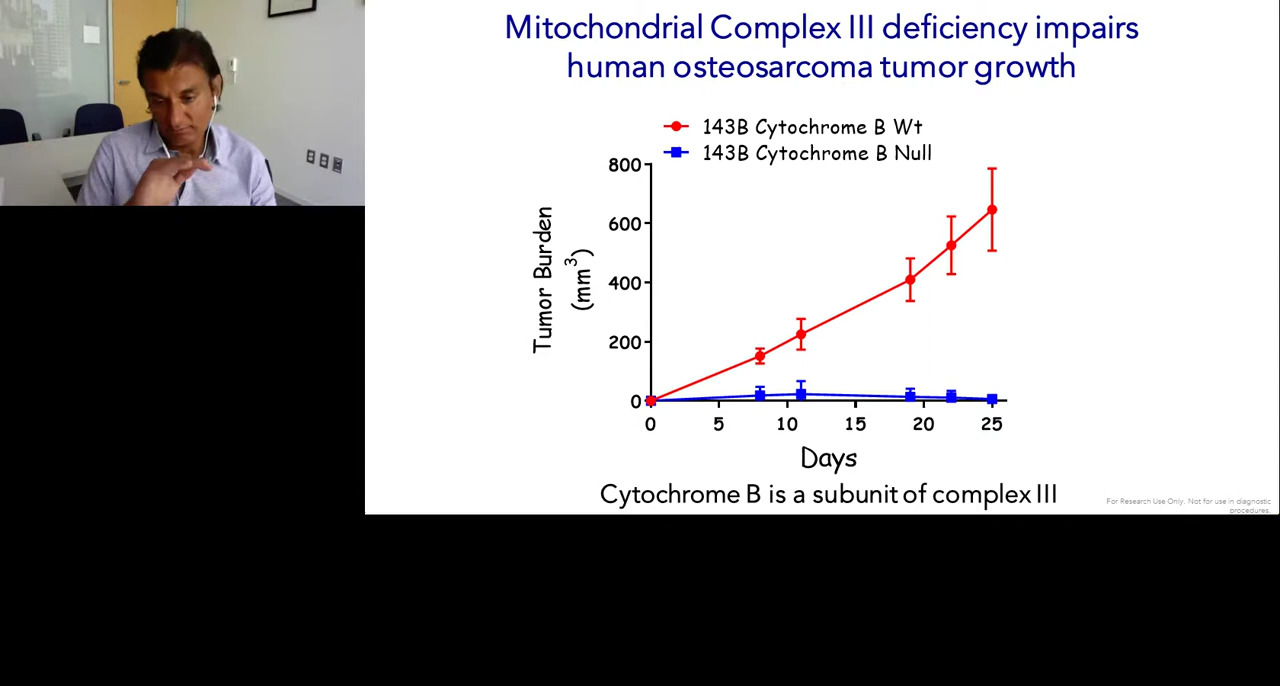 Mitochondrial Complex III deficiency impairs
human osteosarcoma tumor growth
143B Cytochrome B Wt
143B Cytochrome B Null
Tumor Burden
(mm³)
800
600
400
200
0
0 5 10 15 20 25
Days
Cytochrome B is a subunit of complex III
For Research Use Only. Not for use in diagnostic
procedures.